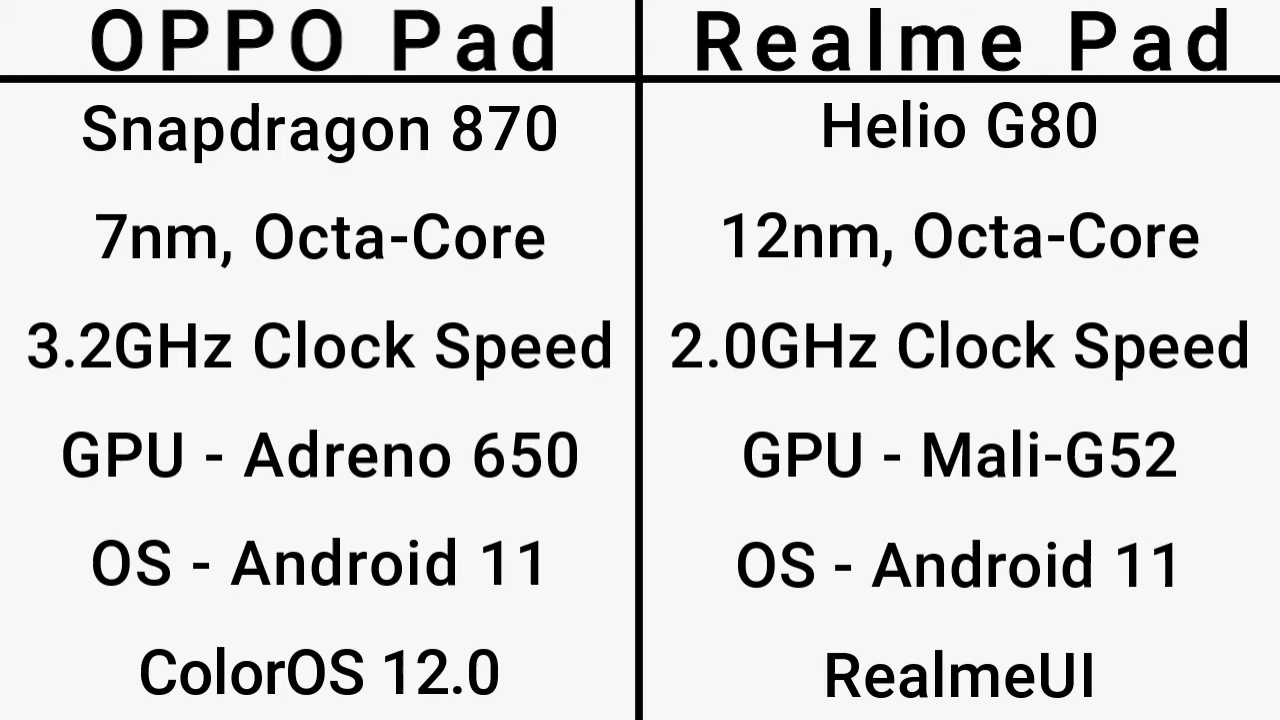 OPPO Pad
Realme Pad
Snapdragon 870
Helio G80
7nm, Octa-Core
12nm, Octa-Core
3.2GHz Clock Speed
2.0GHz Clock Speed
GPU - Adreno 650
GPU - Mali-G52
OS - Android 11
OS - Android 11
ColorOS 12.0
RealmeUI